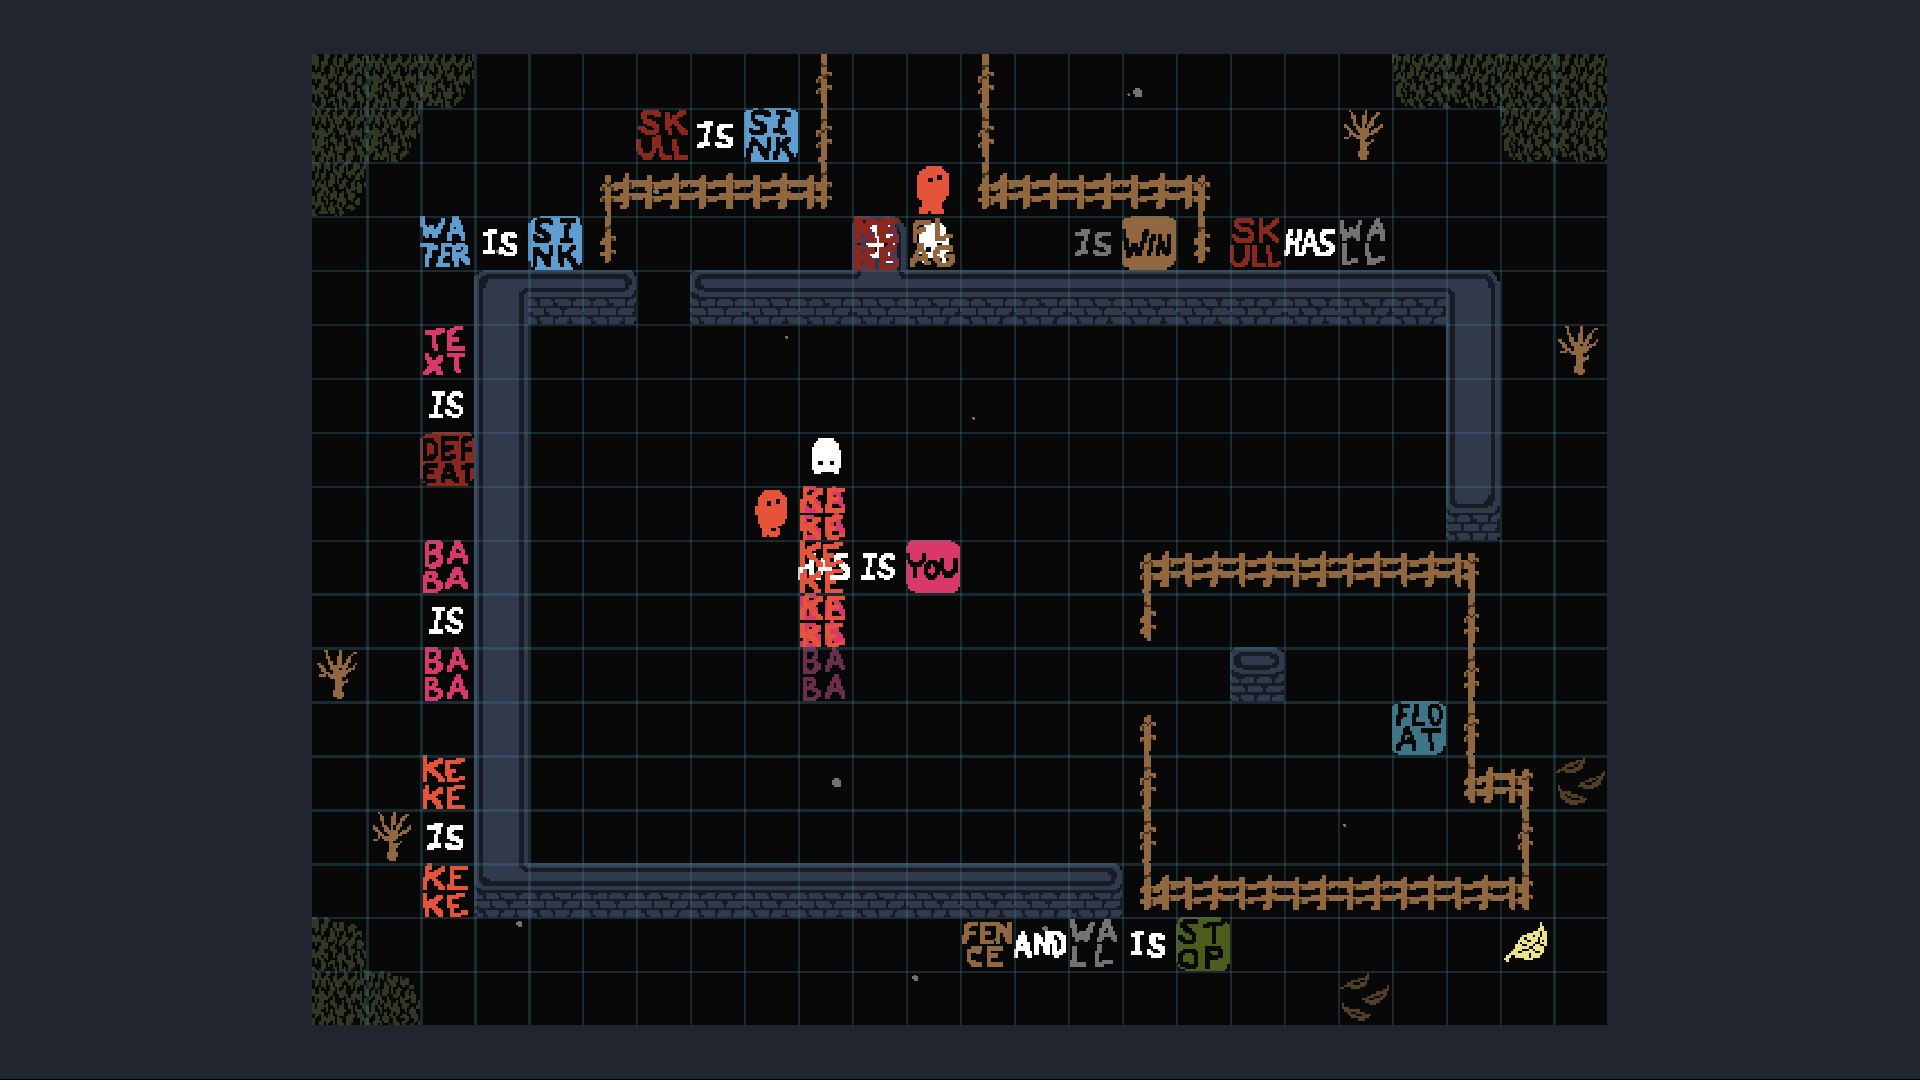 SKULL IS SINK
WATER IS SINK
FLAG
IS WIN
SKULL HAS WALL
TEXT
IS
DEFEAT
BABA
IS
BABA
KEKE
IS
KEKE
IS YOU
BABA
FLOAT
FENCE AND WALL IS STOP